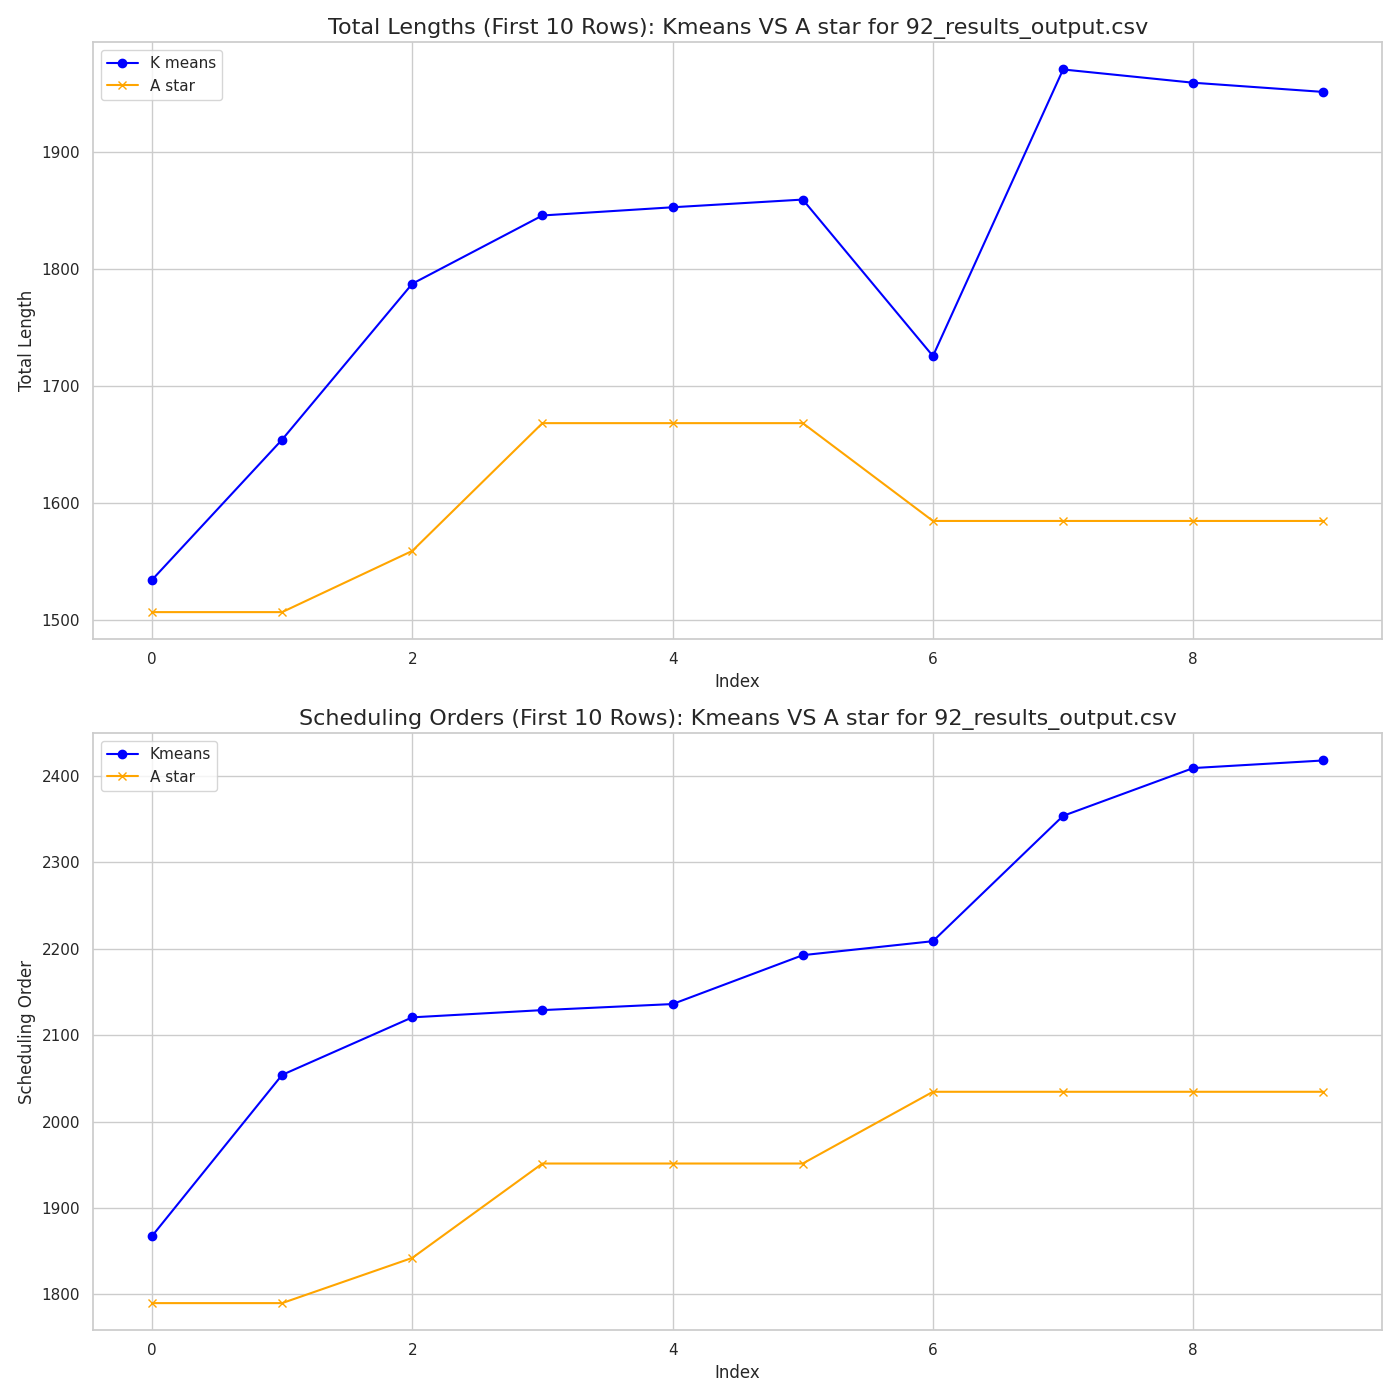 Total Lengths (First 10 Rows): Kmeans VS A star for 92_results_output.csv
K means
A star
1900
1800
1700
1600
1500
Total Length
0 2 4 6 8
Index
Scheduling Orders (First 10 Rows): Kmeans VS A star for 92_results_output.csv
Kmeans
A star
2400
2300
2200
2100
2000
1900
1800
Scheduling Order
0 2 4 6 8
Index